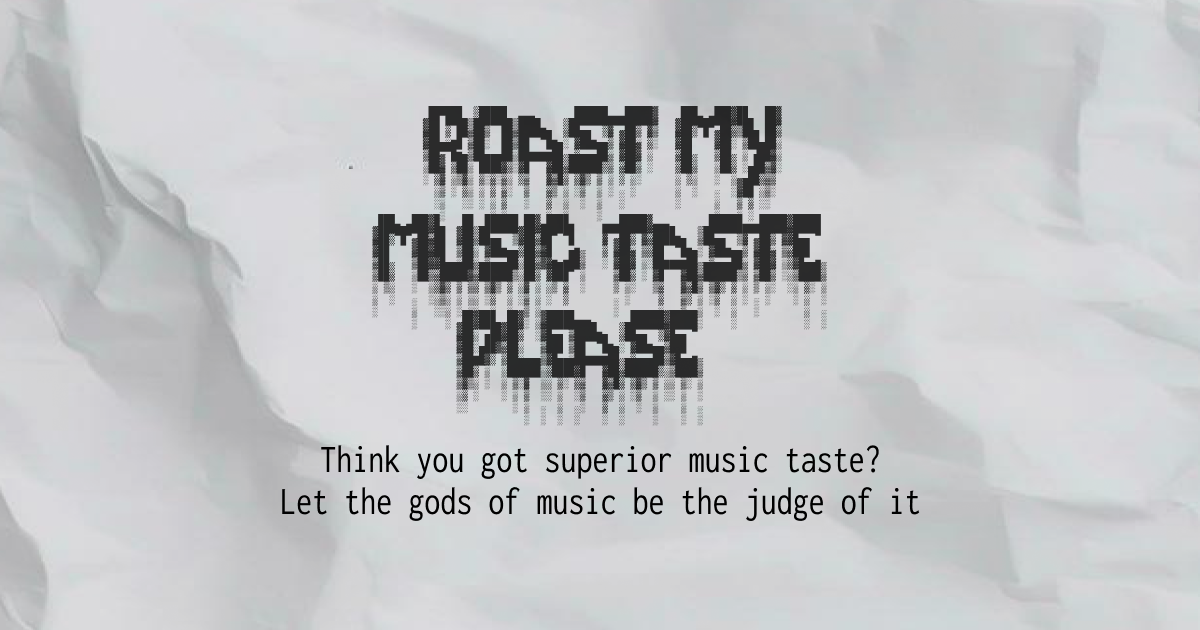 ROAST MY
MUSIC TASTE
PLEASE
Think you got superior music taste?
Let the gods of music be the judge of it